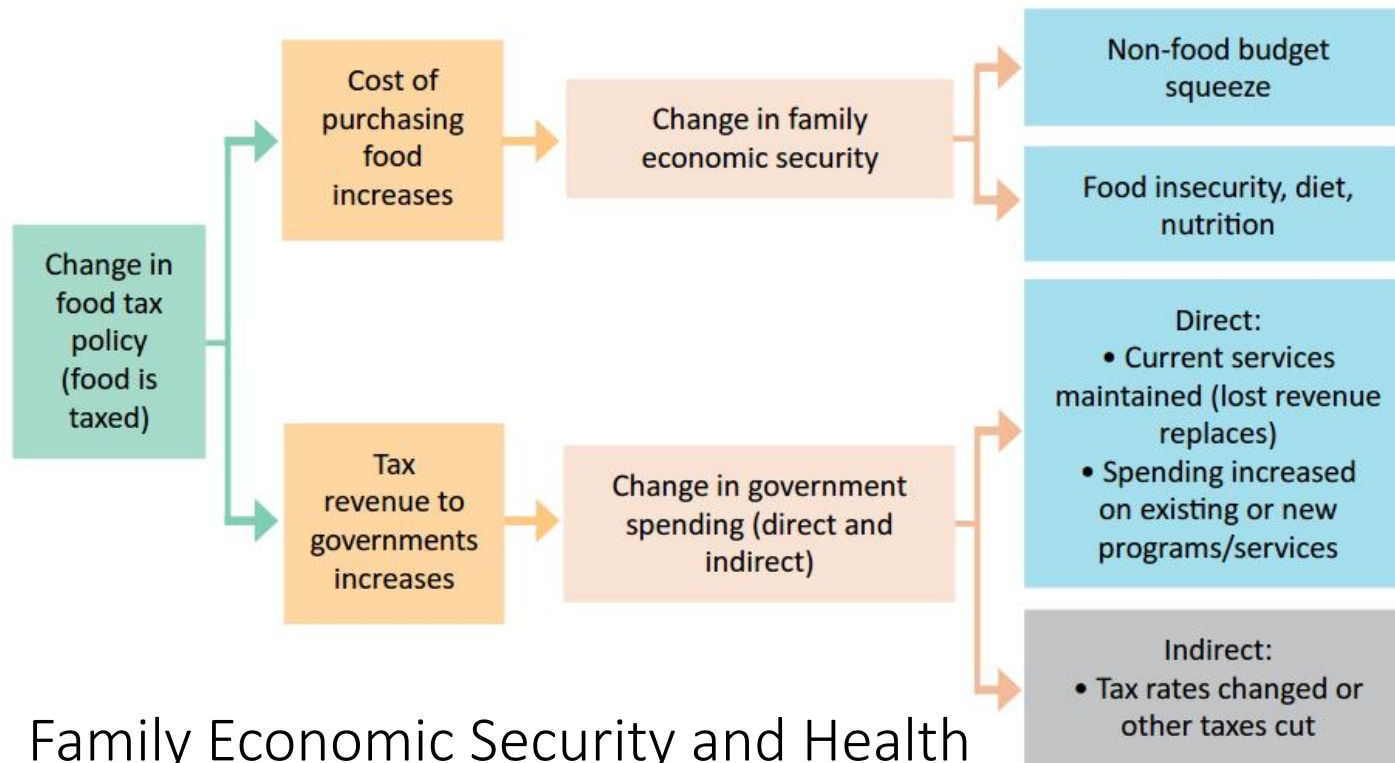 Change in
food tax
policy
(food is
taxed)
Cost of
purchasing
food
increases
Change in family
economic security
Non-food budget
squeeze
Food insecurity, diet,
nutrition
Tax
revenue to
governments
increases
Change in government
spending (direct and
indirect)
Direct:
• Current services
maintained (lost revenue
replaces)
• Spending increased
on existing or new
programs/services
Indirect:
• Tax rates changed or
other taxes cut
Family Economic Security and Health